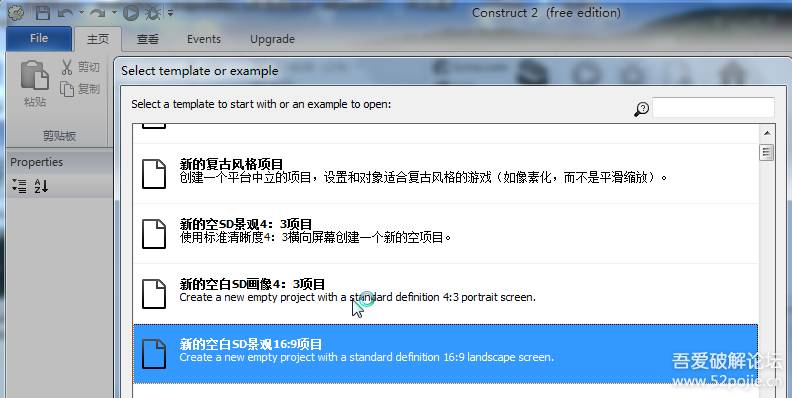 Construct 2 (free edition)
File 主页 查看 Events Upgrade
粘贴
剪切
复制
剪贴板
Properties
Select template or example
Select a template to start with or an example to open:
新的复古风格项目
创建一个平台中立的项目，设置和对象适合复古风格的游戏（如像素化，而不是平滑缩放）。
新的空SD景观4：3项目
使用标准清晰度4：3横向屏幕创建一个新的空项目。
新的空白SD画像4：3项目
Create a new empty project with a standard definition 4:3 portrait screen.
新的空白SD景观16:9项目
Create a new empty project with a standard definition 16:9 landscape screen.
吾爱破解论坛
www.52pojie.cn